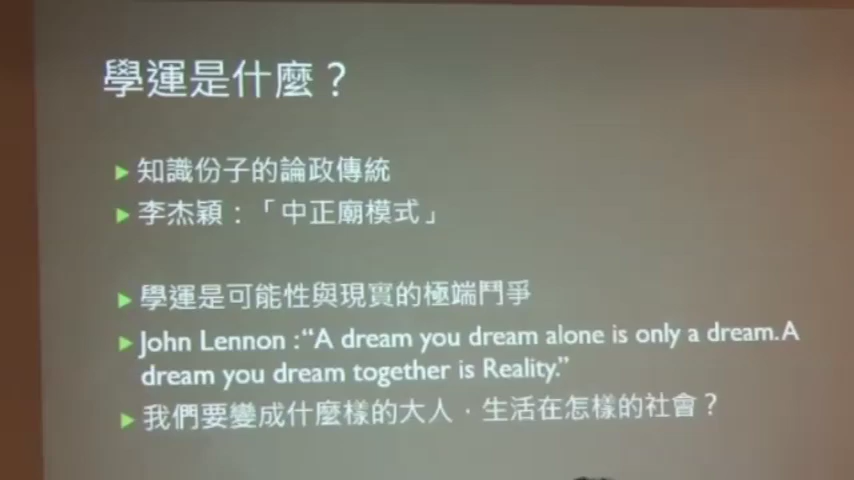 學運是什麼？
知識份子的論政傳統
李杰穎：「中正廟模式」
學運是可能性與現實的極端鬥爭
John Lennon :“A dream you dream alone is only a dream. A
dream you dream together is Reality.”
我們要變成什麼樣的大人，生活在怎樣的社會？